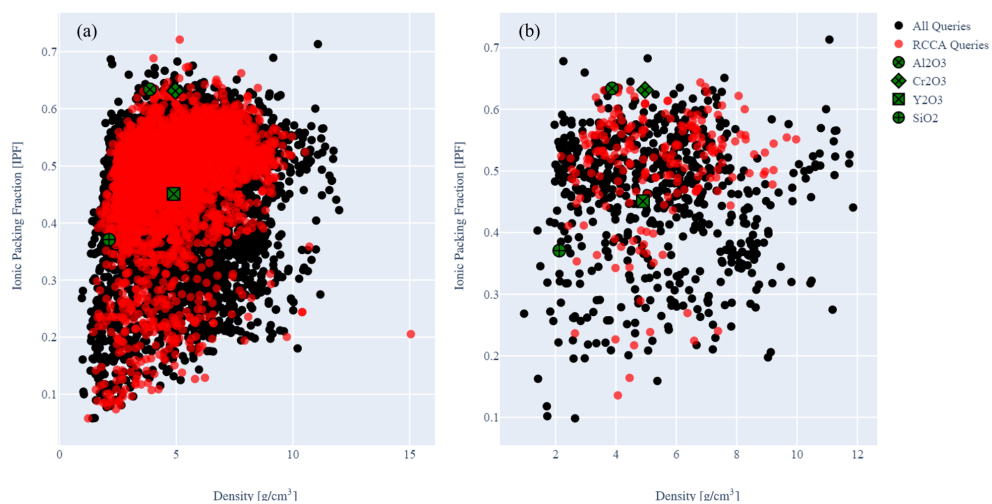 (a)
(b)
All Queries
RCCA Queries
Al2O3
Cr2O3
Y2O3
SiO2
Ionic Packing Fraction [IPF]
0.7
0.6
0.5
0.4
0.3
0.2
0.1
0
5
10
15
Density [g/cm³]
Ionic Packing Fraction [IPF]
0.7
0.6
0.5
0.4
0.3
0.2
0.1
2
4
6
8
10
12
Density [g/cm³]